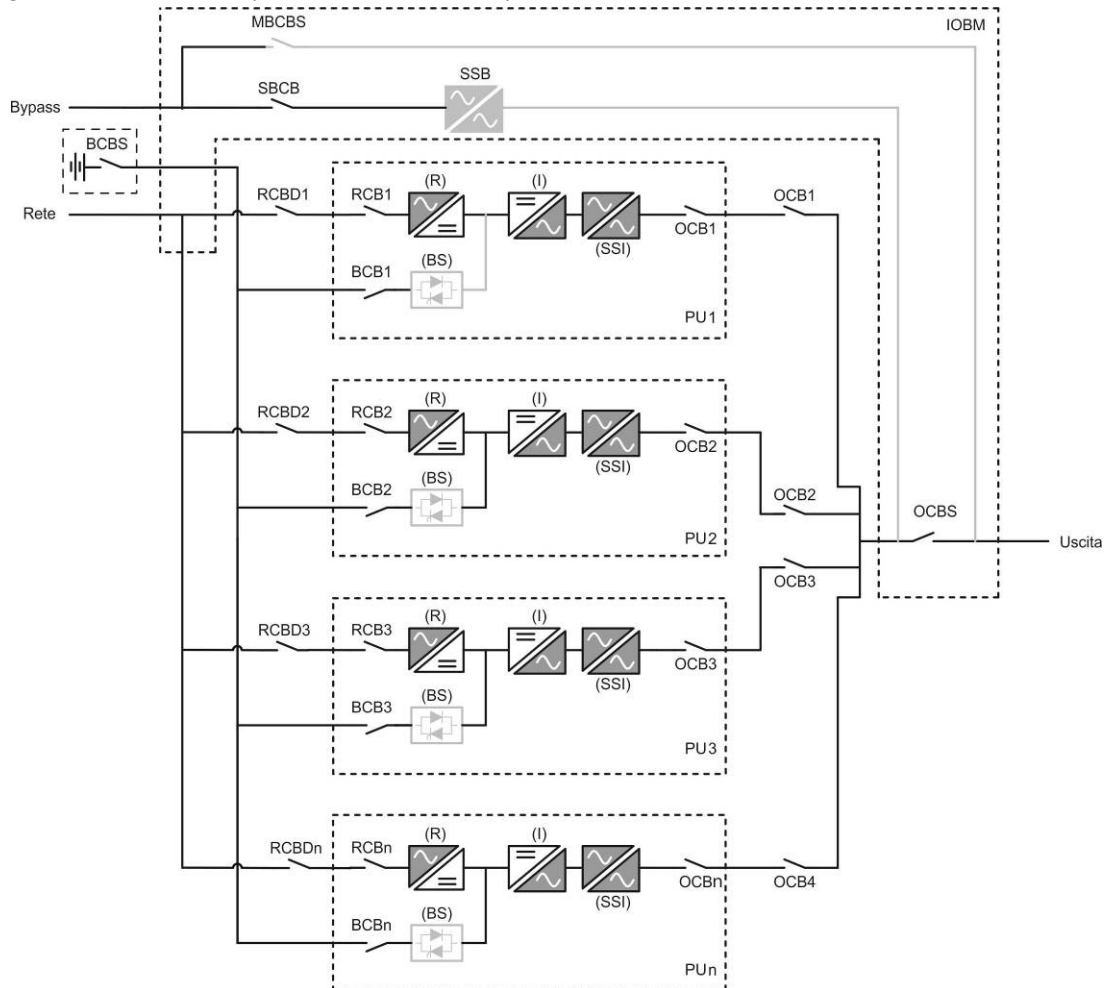 MBCBS
IOBM
SSB
SBCB
Bypass
BCBS
Rete
RCBD1
RCB1
(R)
(I)
(SSI)
OCB1
OCB1
BCB1
(BS)
PU1
RCBD2
RCB2
(R)
(I)
(SSI)
OCB2
OCB2
BCB2
(BS)
PU2
OCBS
Uscita
OCB3
RCBD3
RCB3
(R)
(I)
(SSI)
OCB3
BCB3
(BS)
PU3
RCBDn
RCBn
(R)
(I)
(SSI)
OCBn
OCB4
BCBn
(BS)
PUn